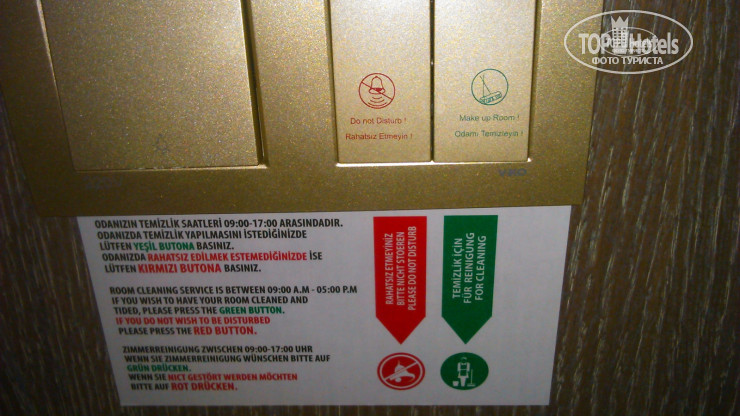 TOP Hotels
ФОТО ТУРИСТА
Do not Disturb !
Rahatsız Etmeyin !
Make up Room !
Odamı Temizleyin !
ODANIZIN TEMİZLİK SAATLERİ 09:00-17:00 ARASINDADIR.
ODANIZDA TEMİZLİK YAPILMASINI İSTEDİĞİNİZDE
LÜTFEN YEŞİL BUTONA BASINIZ.
ODANIZDA RAHATSIZ EDİLMEK ESTEMEDİĞİNİZDE İSE
LÜTFEN KIRMIZI BUTONA BASINIZ.
ROOM CLEANING SERVICE IS BETWEEN 09:00 A.M - 05:00 P.M
IF YOU WISH TO HAVE YOUR ROOM CLEANED AND
TIDED, PLEASE PRESS THE GREEN BUTTON.
IF YOU DO NOT WISH TO BE DISTURBED
PLEASE PRESS THE RED BUTTON.
ZIMMERREINIGUNG ZWISCHEN 09:00-17:00 UHR
WENN SIE ZIMMERREINIGUNG WÜNSCHEN BITTE AUF
GRÜN DRÜCKEN.
WENN SIE NICT GESTÖRT WERDEN MÖCHTEN
BITTE AUF ROT DRÜCKEN.
RAHATSIZ ETMEYİNİZ
BITTE NICHT STOEREN
PLEASE DO NOT DISTURB
TEMİZLİK İÇİN
FÜR REINIGUNG
FOR CLEANING